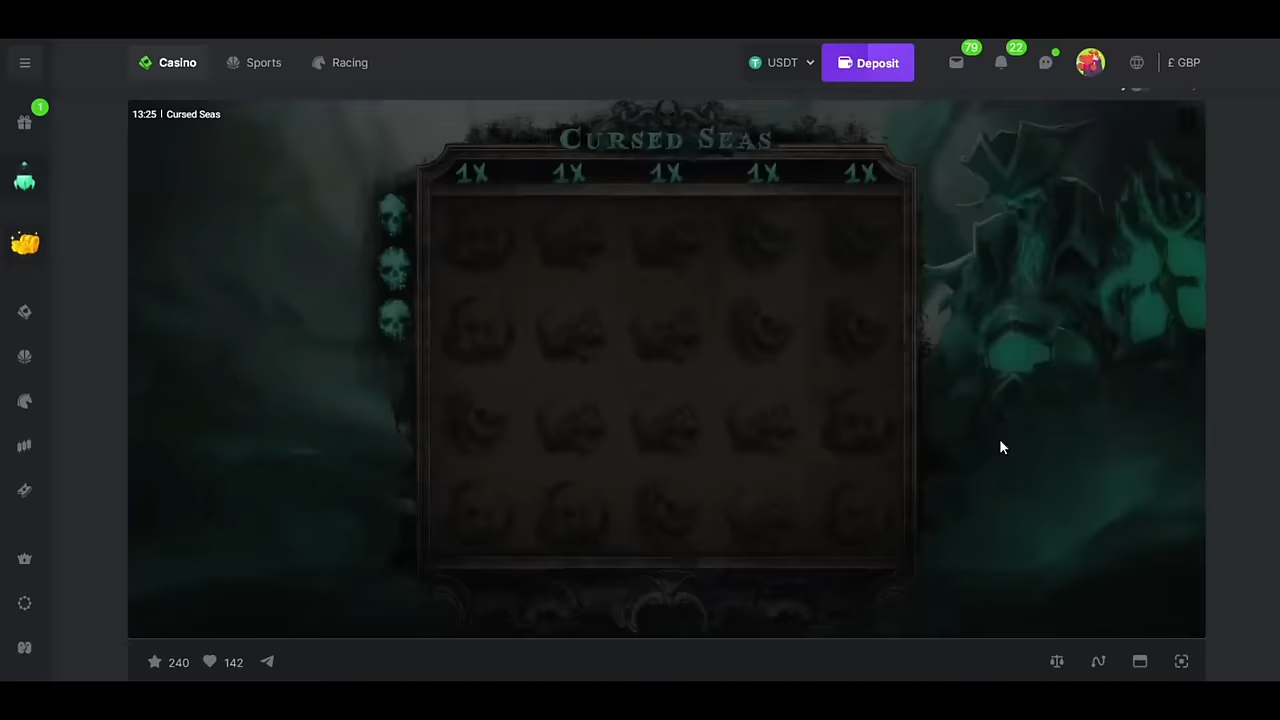 Casino
Sports
Racing
USDT
Deposit
79
22
£ GBP
1
13:25 | Cursed Seas
CURSED SEAS
1X 1X 1X 1X 1X
240
142